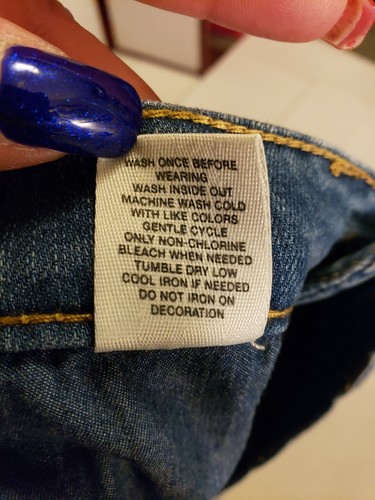 WASH ONCE BEFORE
WEARING
WASH INSIDE OUT
MACHINE WASH COLD
WITH LIKE COLORS
GENTLE CYCLE
ONLY NON-CHLORINE
BLEACH WHEN NEEDED
TUMBLE DRY LOW
COOL IRON IF NEEDED
DO NOT IRON ON
DECORATION